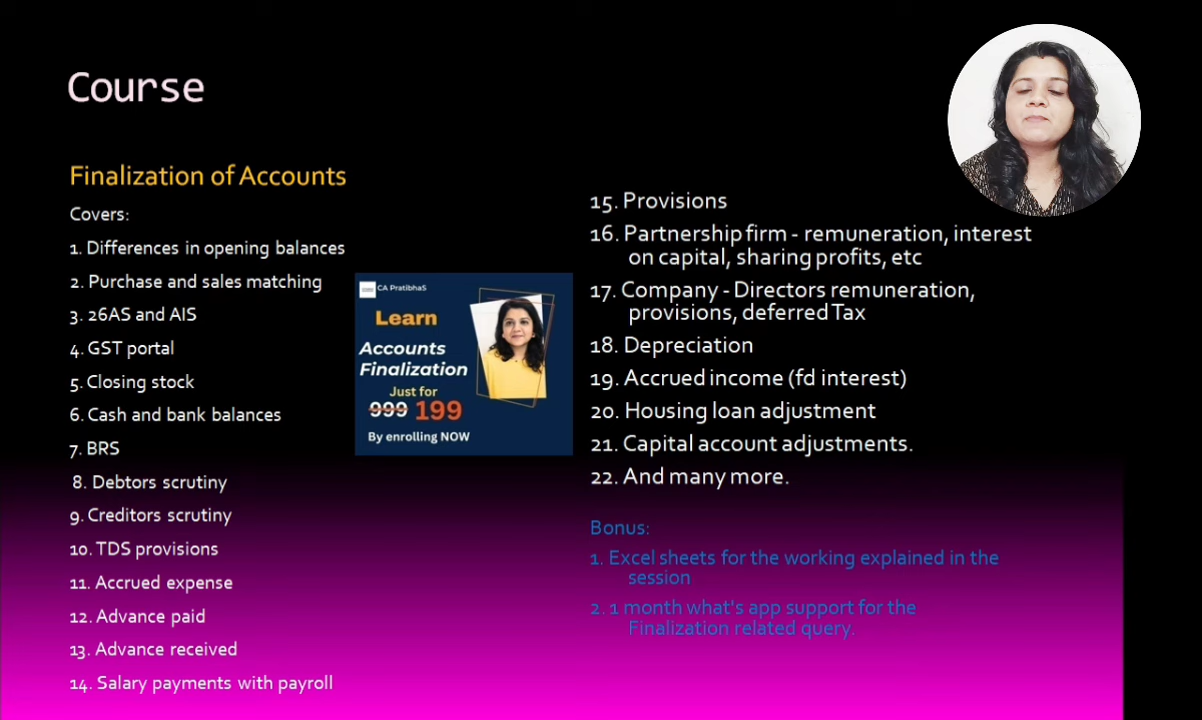 Course
Finalization of Accounts
Covers:
1. Differences in opening balances
2. Purchase and sales matching
3. 26AS and AIS
4. GST portal
5. Closing stock
6. Cash and bank balances
7. BRS
8. Debtors scrutiny
9. Creditors scrutiny
10. TDS provisions
11. Accrued expense
12. Advance paid
13. Advance received
14. Salary payments with payroll
CA PratibhaS
Learn
Accounts
Finalization
Just for
999 199
By enrolling NOW
15. Provisions
16. Partnership firm - remuneration, interest
on capital, sharing profits, etc
17. Company - Directors remuneration,
provisions, deferred Tax
18. Depreciation
19. Accrued income (fd interest)
20. Housing loan adjustment
21. Capital account adjustments.
22. And many more.
Bonus:
1. Excel sheets for the working explained in the
session
2. 1 month what's app support for the
Finalization related query.